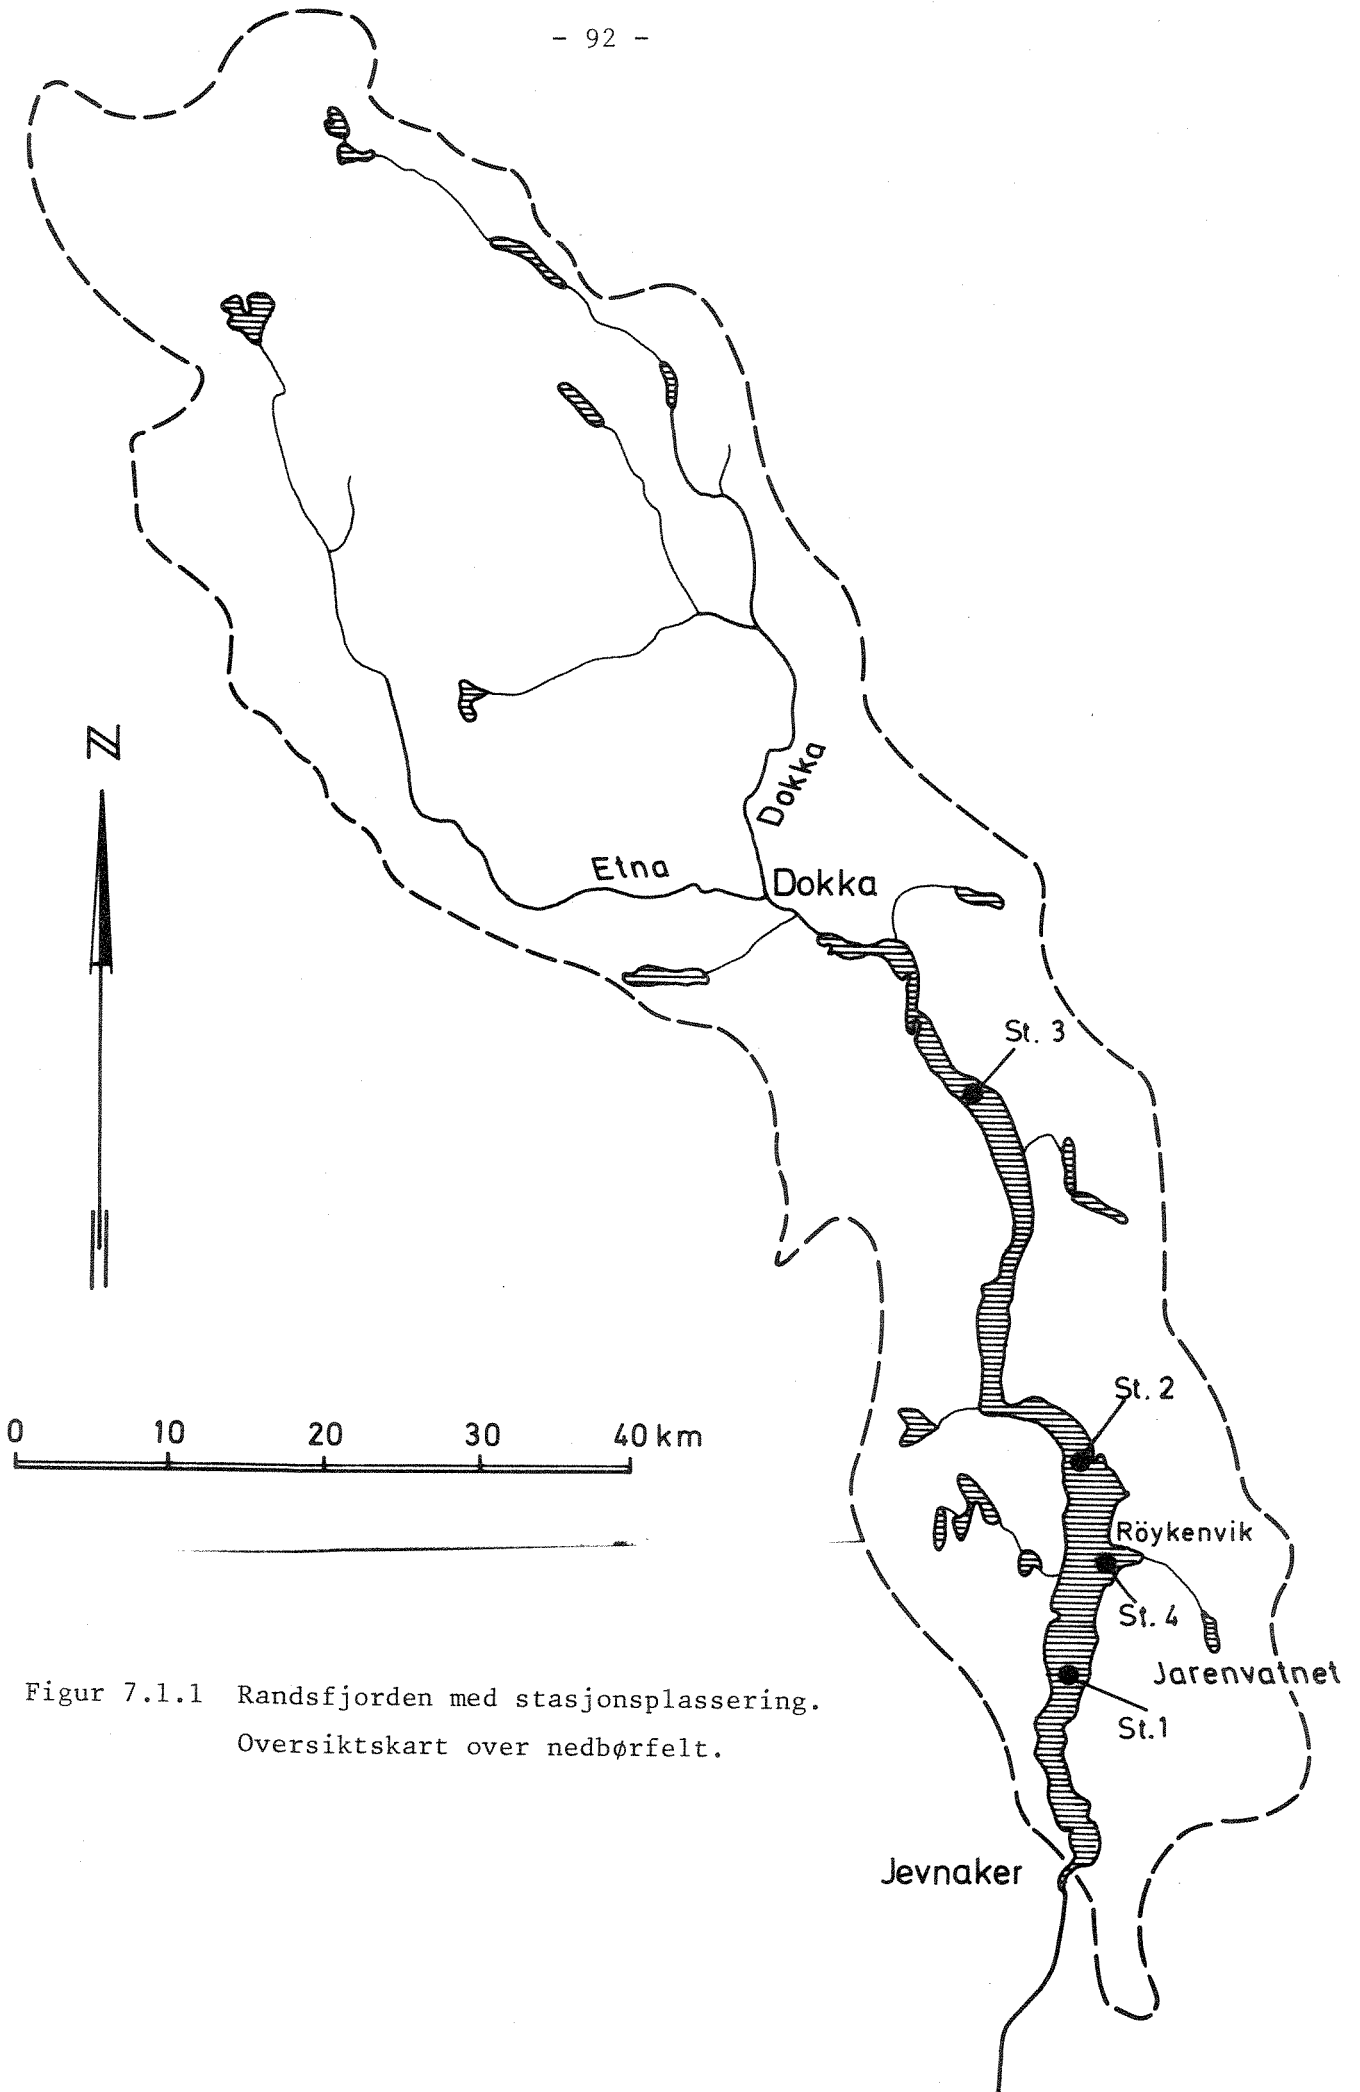 - 92 -
N
Dokka
Etna
Dokka
St. 3
St. 2
0 10 20 30 40 km
Röykenvik
St. 4
Jarenvatnet
St. 1
Figur 7.1.1 Randsfjorden med stasjonsplassering.
Oversiktskart over nedbørfelt.
Jevnaker